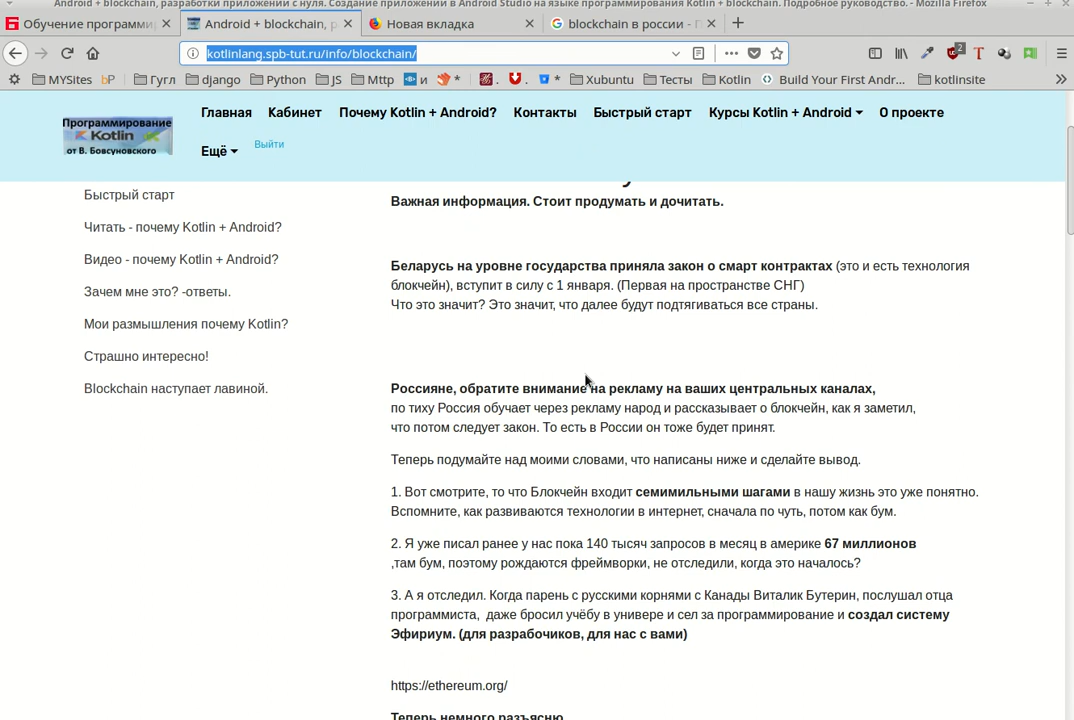 Android + blockchain, разработки приложений с нуля. Создание приложений в Android Studio на языке программирования Kotlin + blockchain. Подробное руководство. - Mozilla Firefox
Обучение программи
Android + blockchain, р
Новая вкладка
blockchain в россии - П
kotlinlang.spb-tut.ru/info/blockchain/
2
MYSites
bP
Гугл
django
Python
JS
Mttp
и
*
.
.
*
Xubuntu
Тесты
Kotlin
Build Your First Andr...
kotlinsite
Программирование
Kotlin
от В. Бовсуновского
Главная
Кабинет
Почему Kotlin + Android?
Контакты
Быстрый старт
Курсы Kotlin + Android
О проекте
Ещё
Выйти
Быстрый старт
Читать - почему Kotlin + Android?
Видео - почему Kotlin + Android?
Зачем мне это? -ответы.
Мои размышления почему Kotlin?
Страшно интересно!
Blockchain наступает лавиной.
Важная информация. Стоит продумать и дочитать.
Беларусь на уровне государства приняла закон о смарт контрактах (это и есть технология
блокчейн), вступит в силу с 1 января. (Первая на пространстве СНГ)
Что это значит? Это значит, что далее будут подтягиваться все страны.
Россияне, обратите внимание на рекламу на ваших центральных каналах,
по тиху Россия обучает через рекламу народ и рассказывает о блокчейн, как я заметил,
что потом следует закон. То есть в России он тоже будет принят.
Теперь подумайте над моими словами, что написаны ниже и сделайте вывод.
1. Вот смотрите, то что Блокчейн входит семимильными шагами в нашу жизнь это уже понятно.
Вспомните, как развиваются технологии в интернет, сначала по чуть, потом как бум.
2. Я уже писал ранее у нас пока 140 тысяч запросов в месяц в америке 67 миллионов
,там бум, поэтому рождаются фреймворки, не отследили, когда это началось?
3. А я отследил. Когда парень с русскими корнями с Канады Виталик Бутерин, послушал отца
программиста, даже бросил учёбу в универе и сел за программирование и создал систему
Эфириум. (для разрабочиков, для нас с вами)
https://ethereum.org/
Теперь немного разъясню